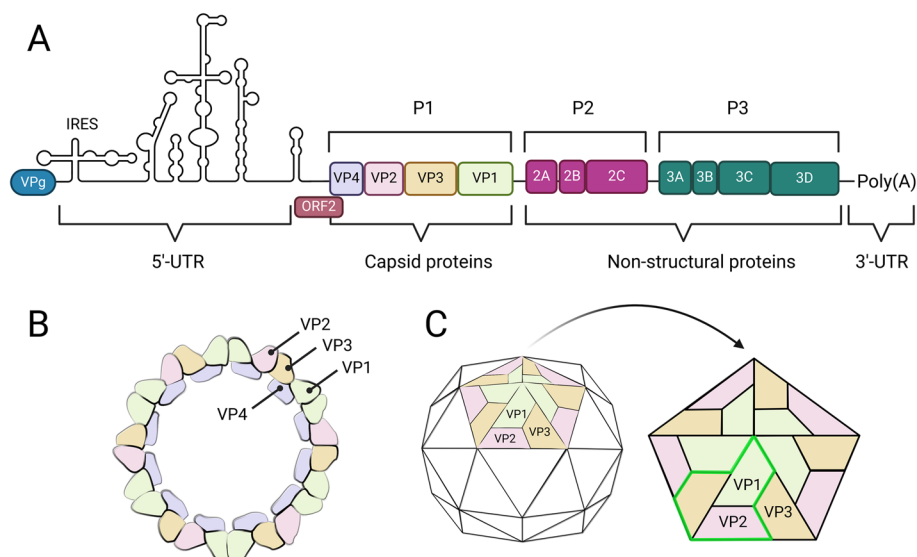 A
P1
P2
P3
IRES
VPg
VP4 VP2 VP3 VP1
2A 2B 2C
3A 3B 3C 3D
Poly(A)
ORF2
5'-UTR
Capsid proteins
Non-structural proteins
3'-UTR
B
VP2
VP3
VP1
VP4
C
VP1
VP2 VP3
VP1
VP2 VP3